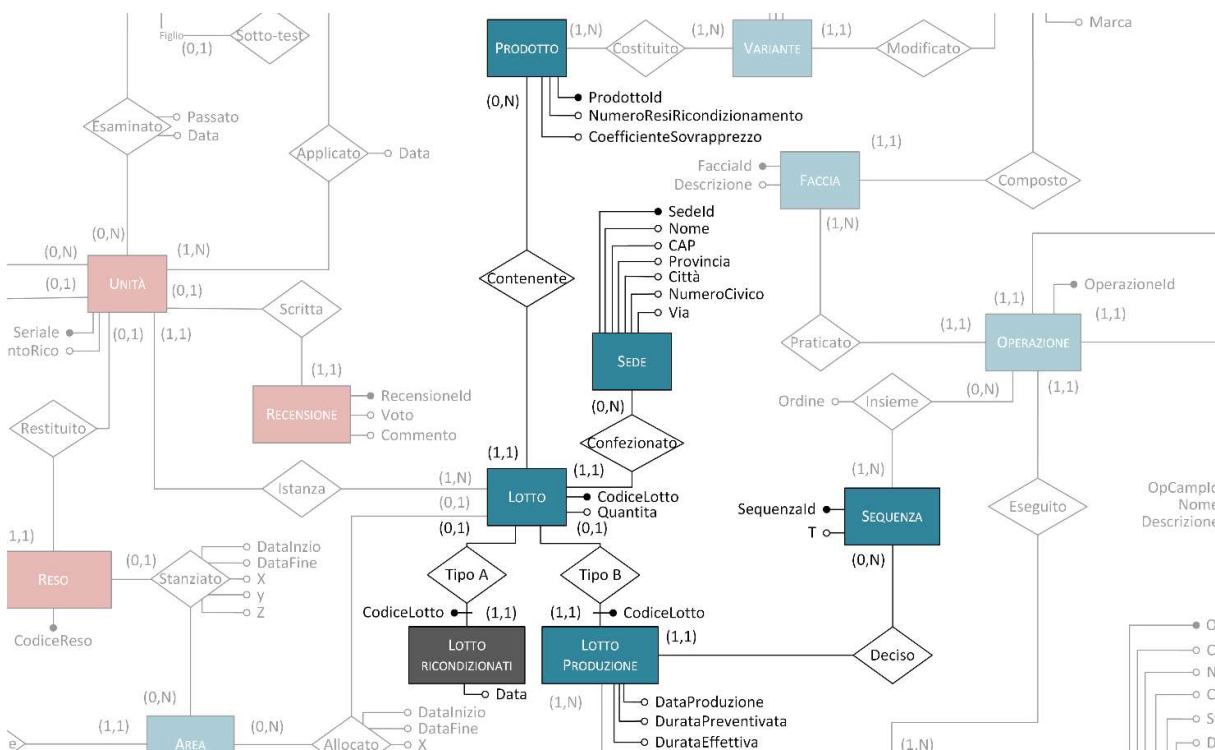 Figlio
(0,1)
Sotto-test
Esaminato
Passato
Data
Applicato
Data
(0,N)
(0,N)
(1,N)
(0,1)
UNITÀ
(0,1)
Seriale
ntoRico
(0,1)
(1,1)
Scritta
(1,1)
RECENSIONE
RecensioneId
Voto
Commento
Restituito
Istanza
(1,N)
(0,1)
1,1)
RESO
(0,1)
CodiceReso
Stanziato
DataInzio
DataFine
X
y
Z
(0,N)
(1,1)
AREA
(0,N)
e
Allocato
DataInizio
DataFine
X
PRODOTTO
(1,N)
Costituito
(1,N)
VARIANTE
(1,1)
Modificato
Marca
(0,N)
ProdottoId
NumeroResiRicondizionamento
CoefficienteSovrapprezzo
Contenente
SedeId
Nome
CAP
Provincia
Città
NumeroCivico
Via
SEDE
(0,N)
Confezionato
(1,1)
(1,1)
LOTTO
CodiceLotto
Quantita
(0,1)
(0,1)
Tipo A
Tipo B
CodiceLotto
(1,1)
(1,1)
CodiceLotto
LOTTO
RICONDIZIONATI
Data
LOTTO
PRODUZIONE
(1,1)
(1,N)
DataProduzione
DurataPreventivata
DurataEffettiva
Deciso
FacciaId
Descrizione
FACCIA
(1,1)
Composto
(1,N)
Praticato
(1,1)
(1,1)
OperazioneId
(1,1)
OPERAZIONE
(0,N)
(1,1)
Ordine
Insieme
(1,N)
SequenzaId
T
SEQUENZA
(0,N)
Eseguito
OpCampId
Nome
Descrizione
(1,N)
O
C
N
C
S
D